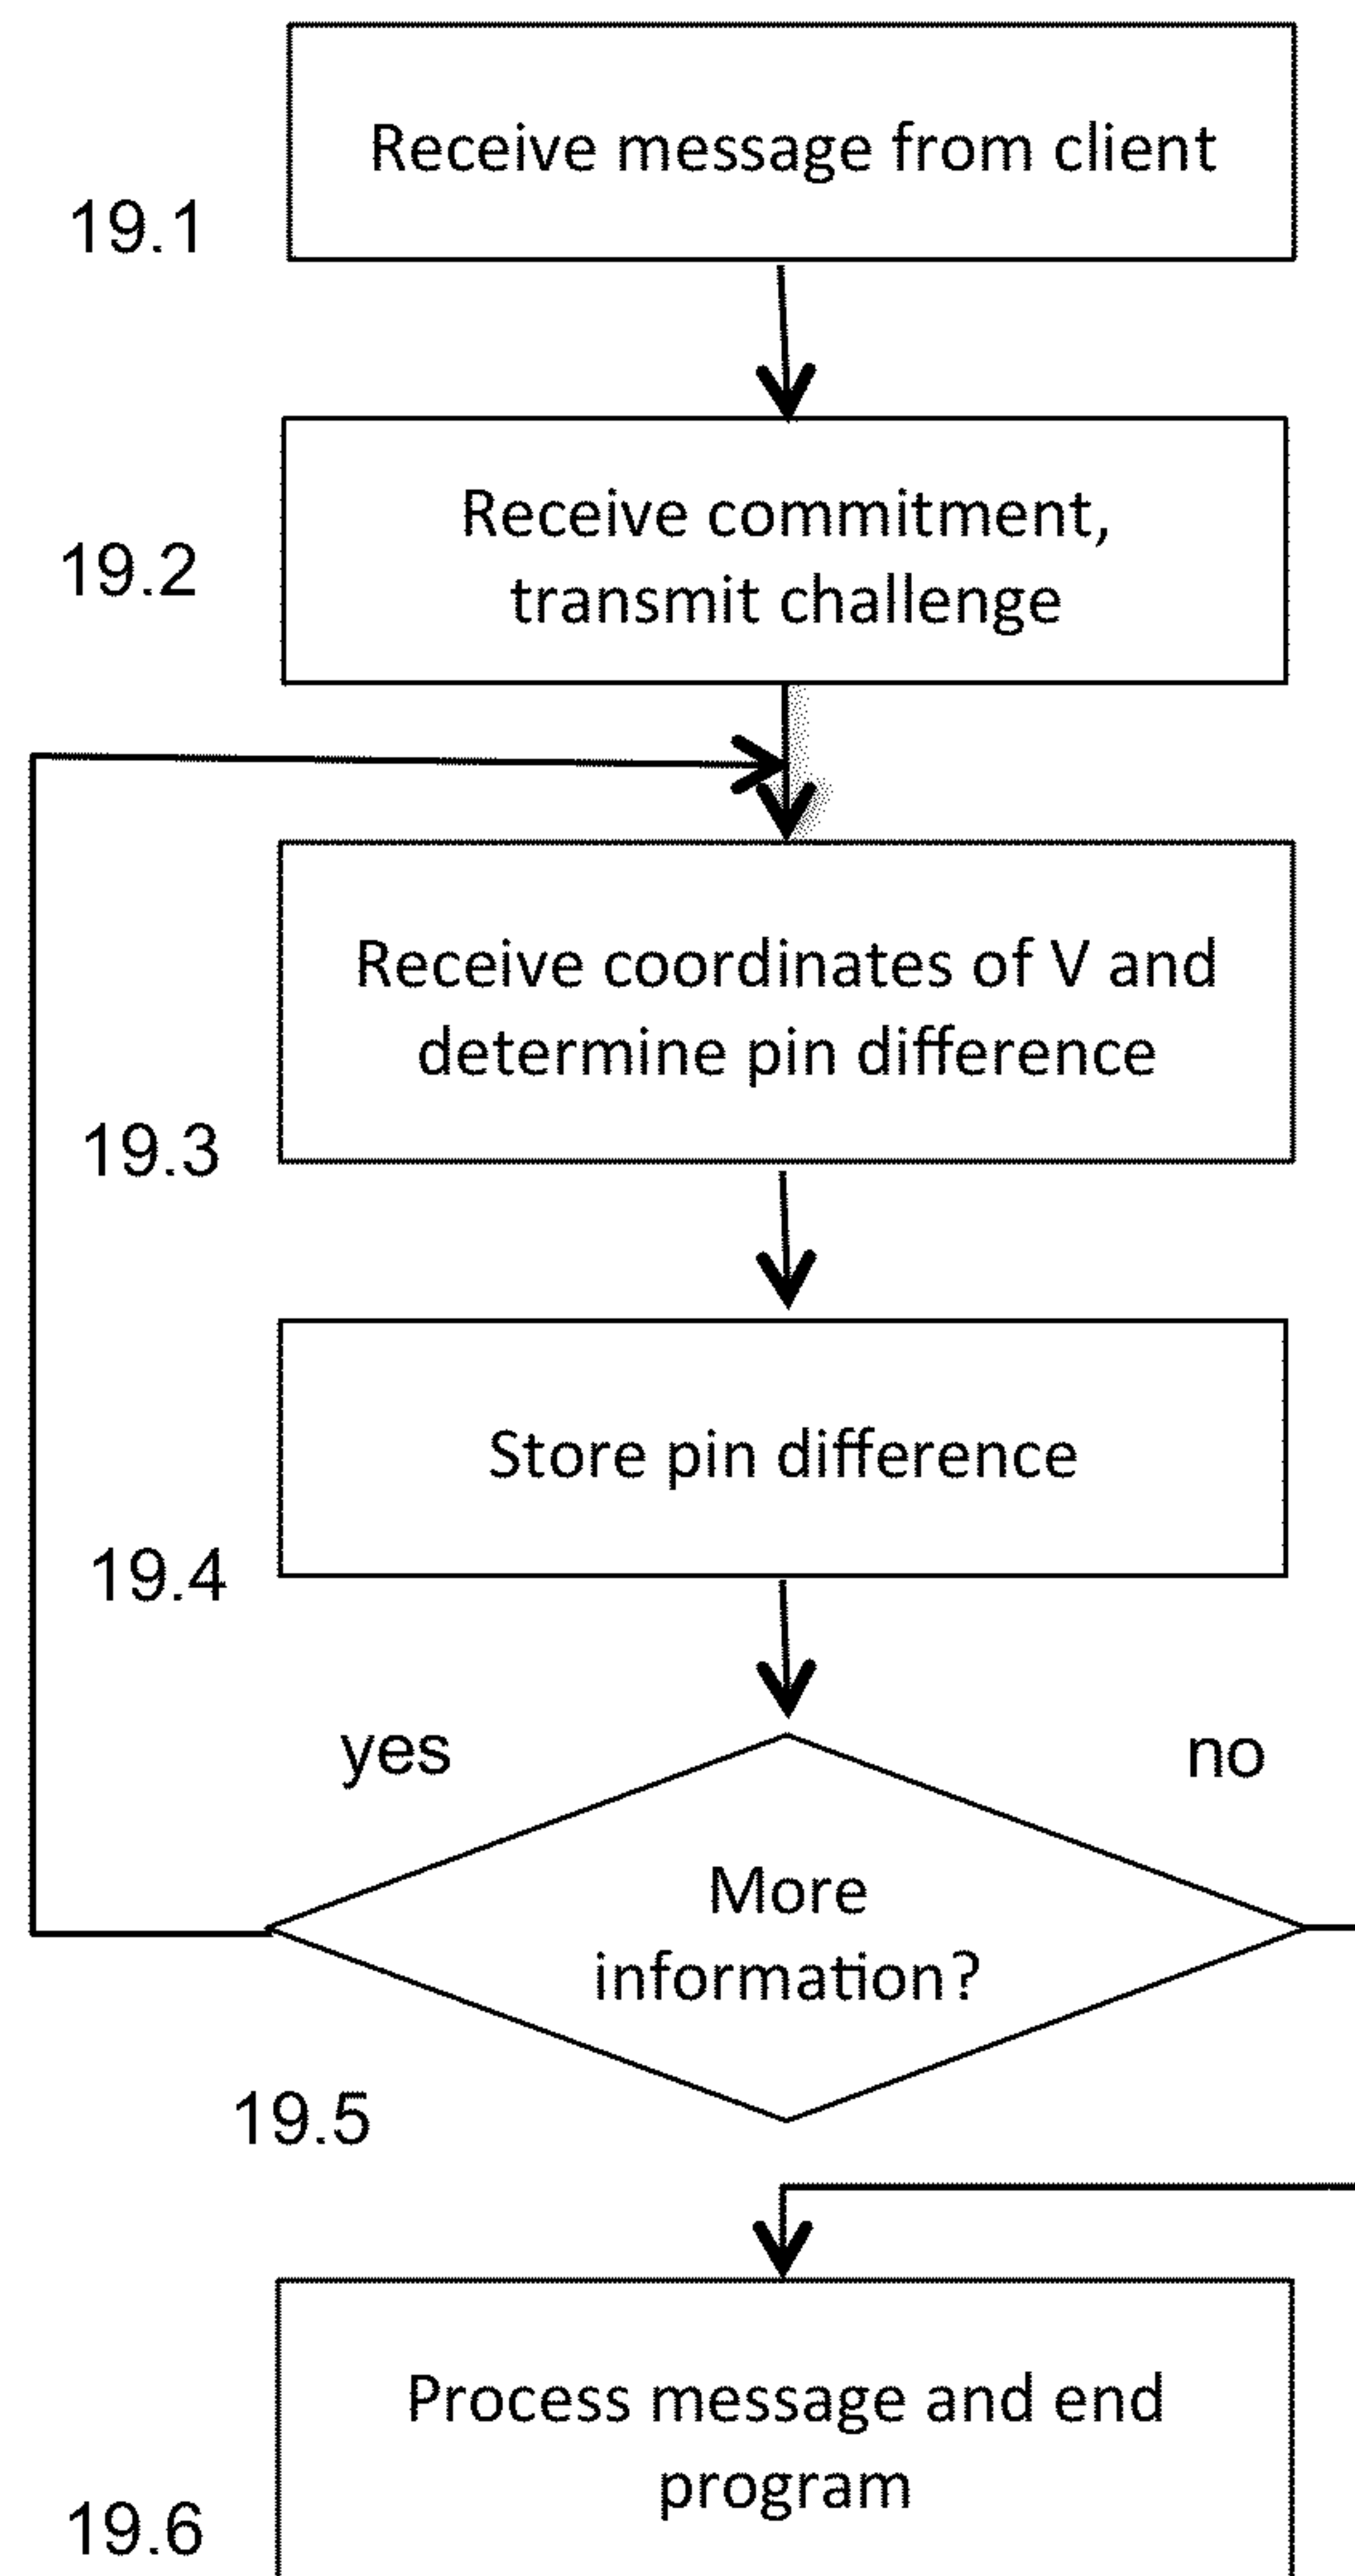 Receive message from client
19.1
Receive commitment,
transmit challenge
19.2
Receive coordinates of V and
determine pin difference
19.3
Store pin difference
19.4
yes
no
More
information?
19.5
Process message and end
program
19.6